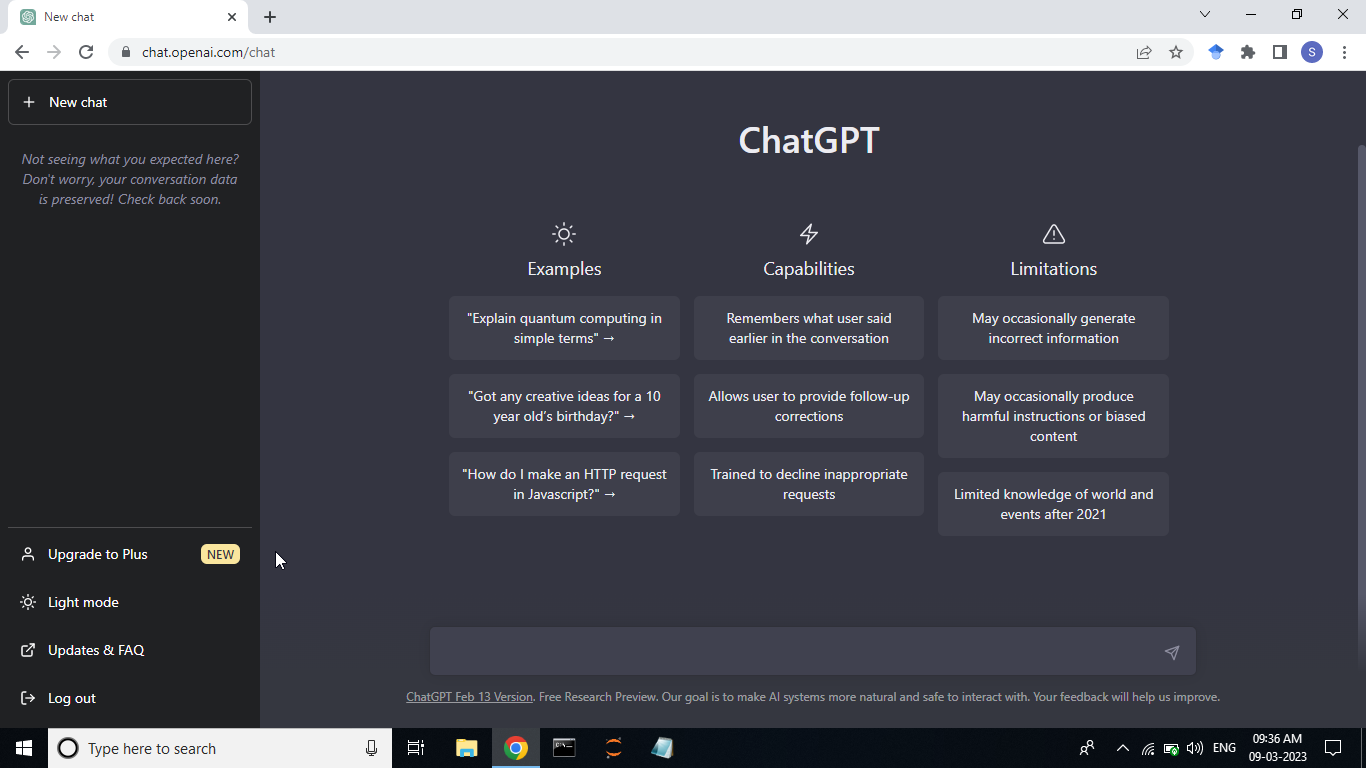 New chat
chat.openai.com/chat
S
New chat
Not seeing what you expected here?
Don't worry, your conversation data
is preserved! Check back soon.
Upgrade to Plus
NEW
Light mode
Updates & FAQ
Log out
ChatGPT
Examples
"Explain quantum computing in
simple terms" →
"Got any creative ideas for a 10
year old’s birthday?" →
"How do I make an HTTP request
in Javascript?" →
Capabilities
Remembers what user said
earlier in the conversation
Allows user to provide follow-up
corrections
Trained to decline inappropriate
requests
Limitations
May occasionally generate
incorrect information
May occasionally produce
harmful instructions or biased
content
Limited knowledge of world and
events after 2021
ChatGPT Feb 13 Version. Free Research Preview. Our goal is to make AI systems more natural and safe to interact with. Your feedback will help us improve.
Type here to search
ENG
09:36 AM
09-03-2023